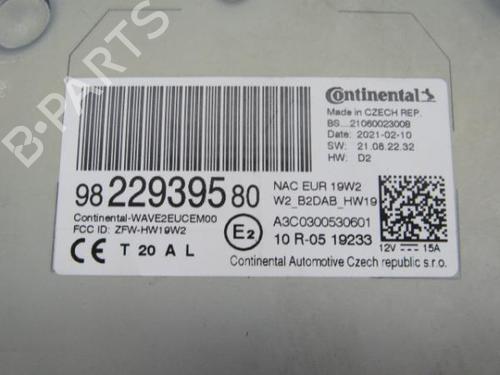 B-PARTS
Continental
Made in CZECH REP.
BS...21060023008
Date: 2021-02-10
SW: 21.08.22.32
HW: D2
98 229395 80
NAC EUR 19W2
W2_B2DAB_HW19
Continental-WAVE2EUCEM00
FCC ID: ZFW-HW19W2
A3C0300530601
E2
10 R-05 19233
12V 15A
CE T 20 A L
Continental Automotive Czech republic s.r.o.